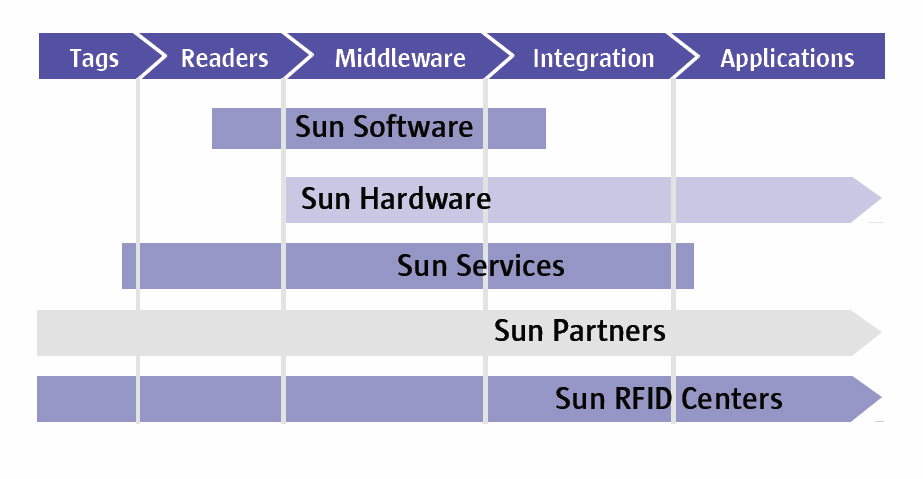 Tags Readers Middleware Integration Applications
Sun Software
Sun Hardware
Sun Services
Sun Partners
Sun RFID Centers